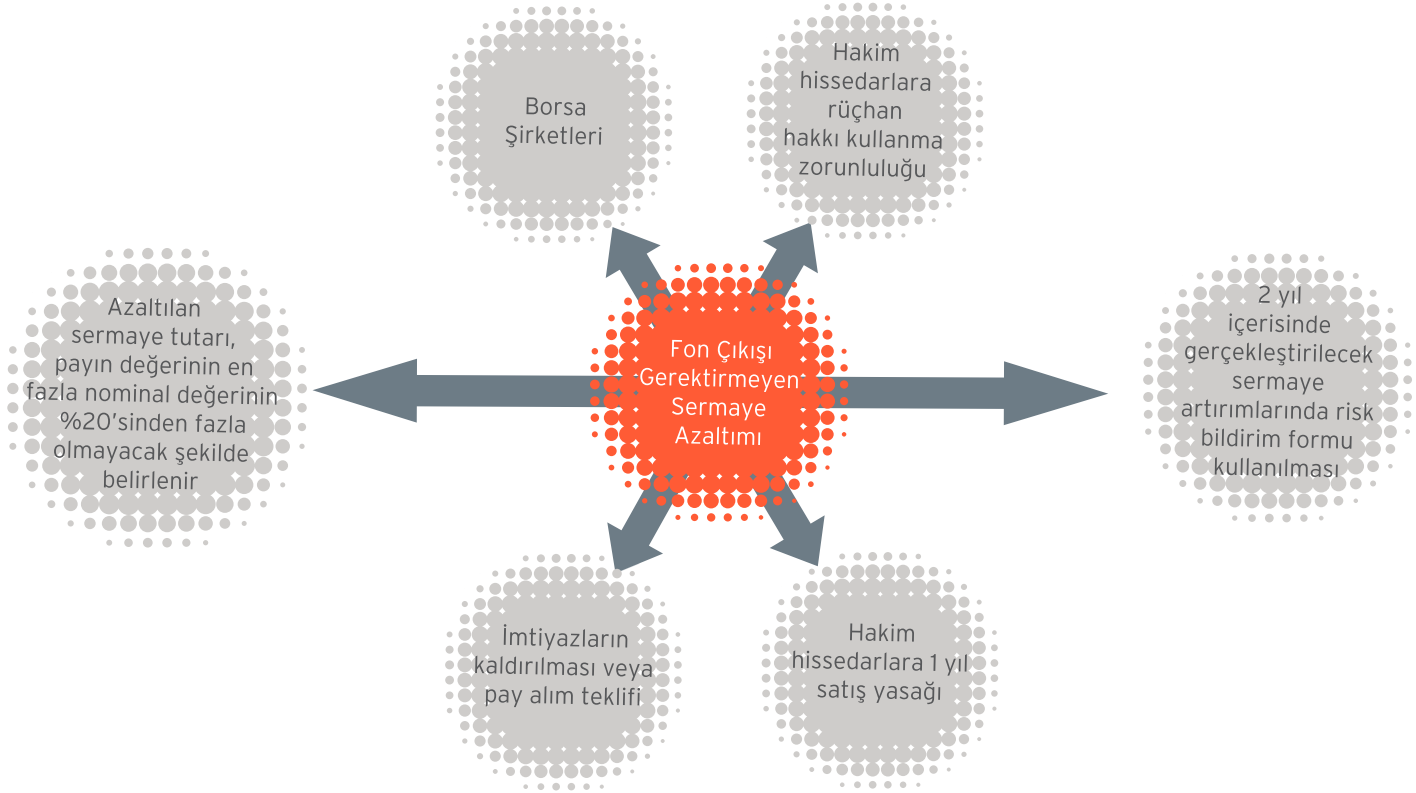 Borsa
Şirketleri
Hakim
hissedarlara
rüçhan
hakkı kullanma
zorunluluğu
Azaltılan
sermaye tutarı,
payın değerinin en
fazla nominal değerinin
%20'sinden fazla
olmayacak şekilde
belirlenir
Fon Çıkışı
Gerektirmeyen
Sermaye
Azaltımı
2 yıl
içerisinde
gerçekleştirilecek
sermaye
artırımlarında risk
bildirim formu
kullanılması
İmtiyazların
kaldırılması veya
pay alım teklifi
Hakim
hissedarlara 1 yıl
satış yasağı